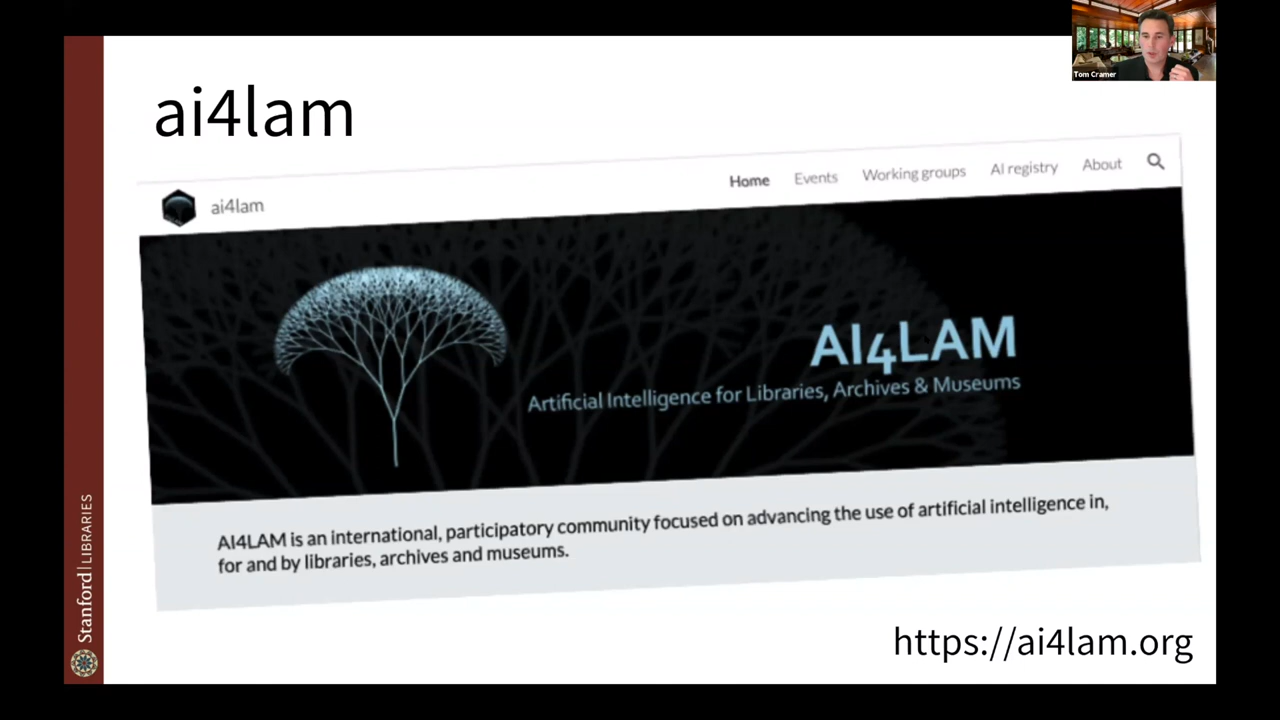 Tom Cramer
ai4lam
ai4lam
Home Events Working groups AI registry About
AI4LAM
Artificial Intelligence for Libraries, Archives & Museums
AI4LAM is an international, participatory community focused on advancing the use of artificial intelligence in,
for and by libraries, archives and museums.
Stanford | LIBRARIES
https://ai4lam.org